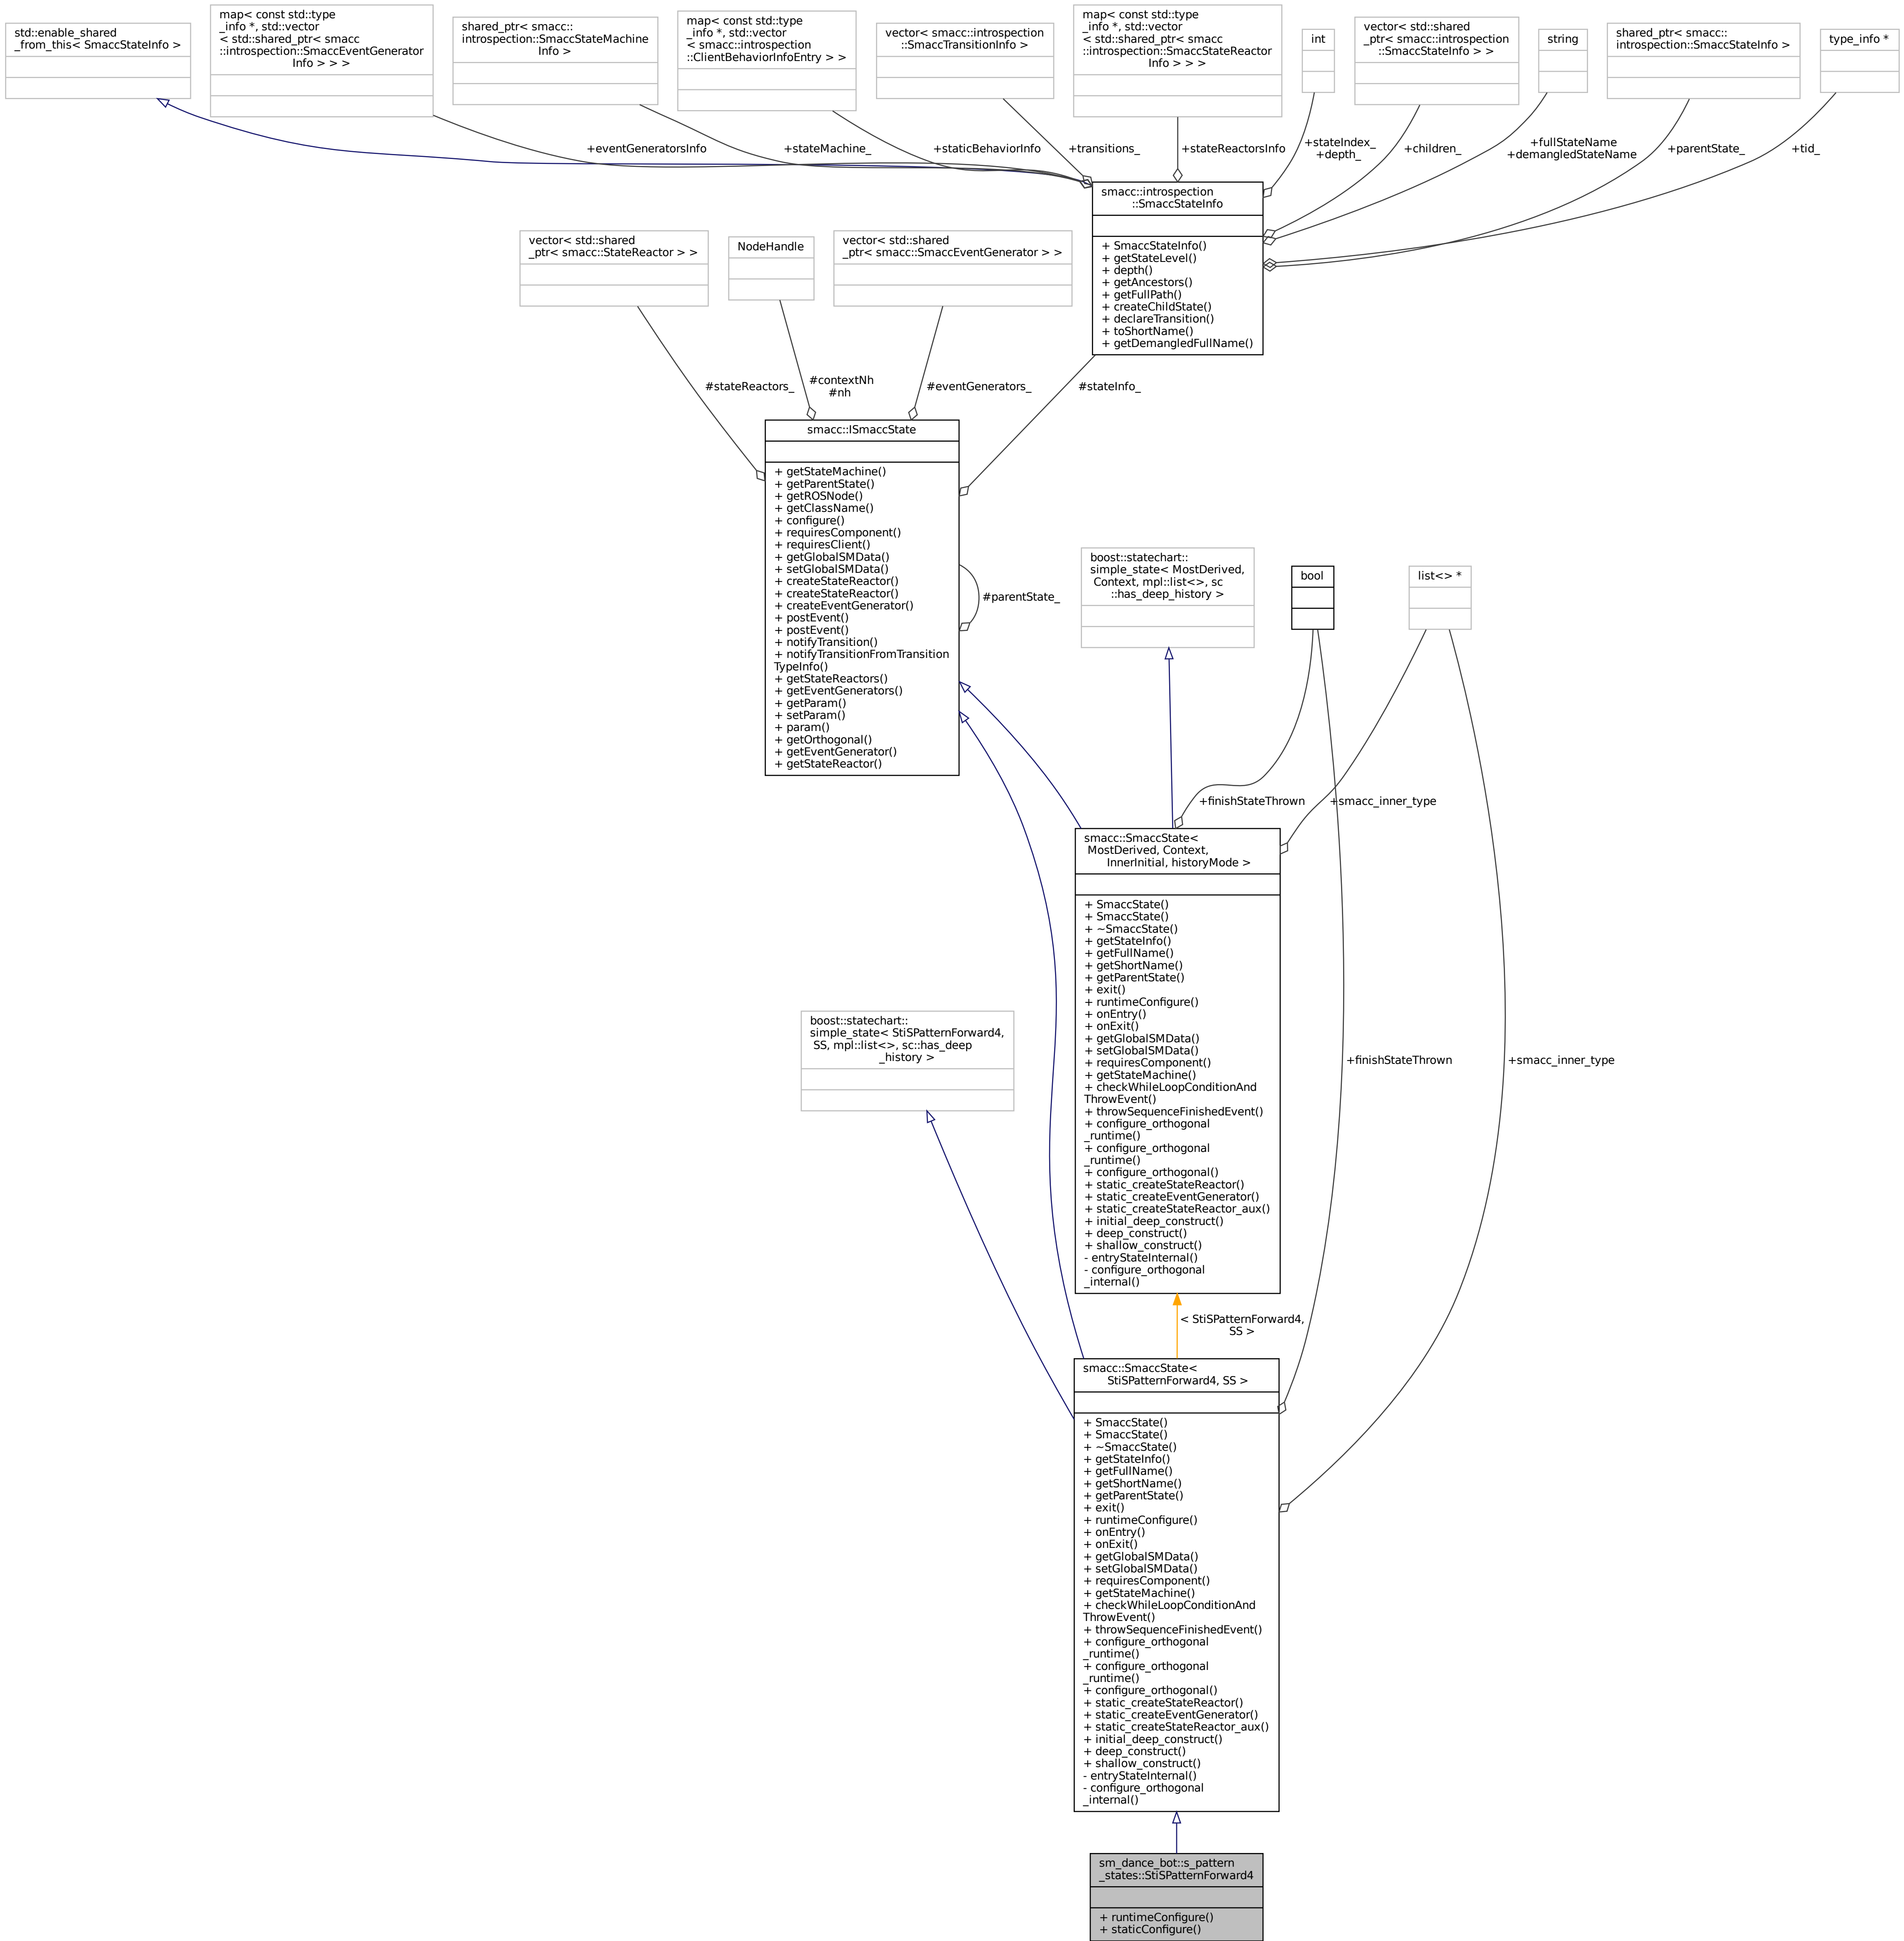 std::enable_shared
_from_this< SmaccStateInfo >
map< const std::type
_info *, std::vector
< std::shared_ptr< smacc
::introspection::SmaccEventGenerator
Info > > >
shared_ptr< smacc::
introspection::SmaccStateMachine
Info >
map< const std::type
_info *, std::vector
< smacc::introspection
::ClientBehaviorInfoEntry > >
vector< smacc::introspection
::SmaccTransitionInfo >
map< const std::type
_info *, std::vector
< std::shared_ptr< smacc
::introspection::SmaccStateReactor
Info > > >
int
vector< std::shared
_ptr< smacc::introspection
::SmaccStateInfo > >
string
shared_ptr< smacc::
introspection::SmaccStateInfo >
type_info *
+eventGeneratorsInfo
+stateMachine_
+staticBehaviorInfo
+transitions_
+stateReactorsInfo
+stateIndex_
+depth_
+children_
+fullStateName
+demangledStateName
+parentState_
+tid_
smacc::introspection
::SmaccStateInfo
+ SmaccStateInfo()
+ getStateLevel()
+ depth()
+ getAncestors()
+ getFullPath()
+ createChildState()
+ declareTransition()
+ toShortName()
+ getDemangledFullName()
vector< std::shared
_ptr< smacc::StateReactor > >
NodeHandle
vector< std::shared
_ptr< smacc::SmaccEventGenerator > >
#stateReactors_
#contextNh
#nh
#eventGenerators_
#stateInfo_
smacc::ISmaccState
+ getStateMachine()
+ getParentState()
+ getROSNode()
+ getClassName()
+ configure()
+ requiresComponent()
+ requiresClient()
+ getGlobalSMData()
+ setGlobalSMData()
+ createStateReactor()
+ createStateReactor()
+ createEventGenerator()
+ postEvent()
+ postEvent()
+ notifyTransition()
+ notifyTransitionFromTransition
TypeInfo()
+ getStateReactors()
+ getEventGenerators()
+ getParam()
+ setParam()
+ param()
+ getOrthogonal()
+ getEventGenerator()
+ getStateReactor()
#parentState_
boost::statechart::
simple_state< MostDerived,
Context, mpl::list<>, sc
::has_deep_history >
bool
list<> *
+finishStateThrown
+smacc_inner_type
smacc::SmaccState<
MostDerived, Context,
InnerInitial, historyMode >
+ SmaccState()
+ SmaccState()
+ ~SmaccState()
+ getStateInfo()
+ getFullName()
+ getShortName()
+ getParentState()
+ exit()
+ runtimeConfigure()
+ onEntry()
+ onExit()
+ getGlobalSMData()
+ setGlobalSMData()
+ requiresComponent()
+ getStateMachine()
+ checkWhileLoopConditionAnd
ThrowEvent()
+ throwSequenceFinishedEvent()
+ configure_orthogonal
_runtime()
+ configure_orthogonal
_runtime()
+ configure_orthogonal()
+ static_createStateReactor()
+ static_createEventGenerator()
+ static_createStateReactor_aux()
+ initial_deep_construct()
+ deep_construct()
+ shallow_construct()
- entryStateInternal()
- configure_orthogonal
_internal()
boost::statechart::
simple_state< StiSPatternForward4,
SS, mpl::list<>, sc::has_deep
_history >
+finishStateThrown
+smacc_inner_type
< StiSPatternForward4,
SS >
smacc::SmaccState<
StiSPatternForward4, SS >
+ SmaccState()
+ SmaccState()
+ ~SmaccState()
+ getStateInfo()
+ getFullName()
+ getShortName()
+ getParentState()
+ exit()
+ runtimeConfigure()
+ onEntry()
+ onExit()
+ getGlobalSMData()
+ setGlobalSMData()
+ requiresComponent()
+ getStateMachine()
+ checkWhileLoopConditionAnd
ThrowEvent()
+ throwSequenceFinishedEvent()
+ configure_orthogonal
_runtime()
+ configure_orthogonal
_runtime()
+ configure_orthogonal()
+ static_createStateReactor()
+ static_createEventGenerator()
+ static_createStateReactor_aux()
+ initial_deep_construct()
+ deep_construct()
+ shallow_construct()
- entryStateInternal()
- configure_orthogonal
_internal()
sm_dance_bot::s_pattern
_states::StiSPatternForward4
+ runtimeConfigure()
+ staticConfigure()